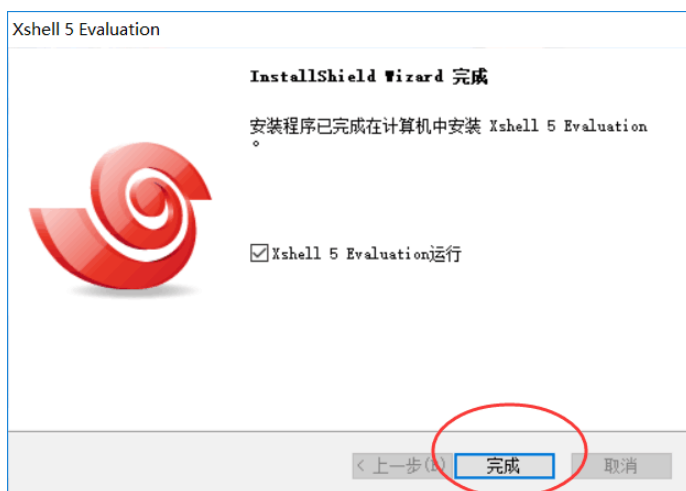 Xshell 5 Evaluation
InstallShield Wizard 完成
安装程序已完成在计算机中安装 Xshell 5 Evaluation
。
Xshell 5 Evaluation运行
< 上一步(B) 完成 取消